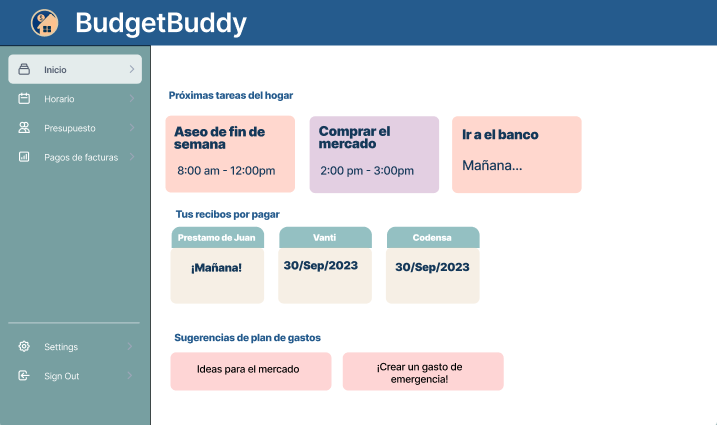 BudgetBuddy
Inicio
Horario
Presupuesto
Pagos de facturas
Settings
Sign Out
Próximas tareas del hogar
Aseo de fin de
semana
8:00 am - 12:00pm
Comprar el
mercado
2:00 pm - 3:00pm
Ir a el banco
Mañana...
Tus recibos por pagar
Prestamo de Juan
¡Mañana!
Vanti
30/Sep/2023
Codensa
30/Sep/2023
Sugerencias de plan de gastos
Ideas para el mercado
¡Crear un gasto de
emergencia!